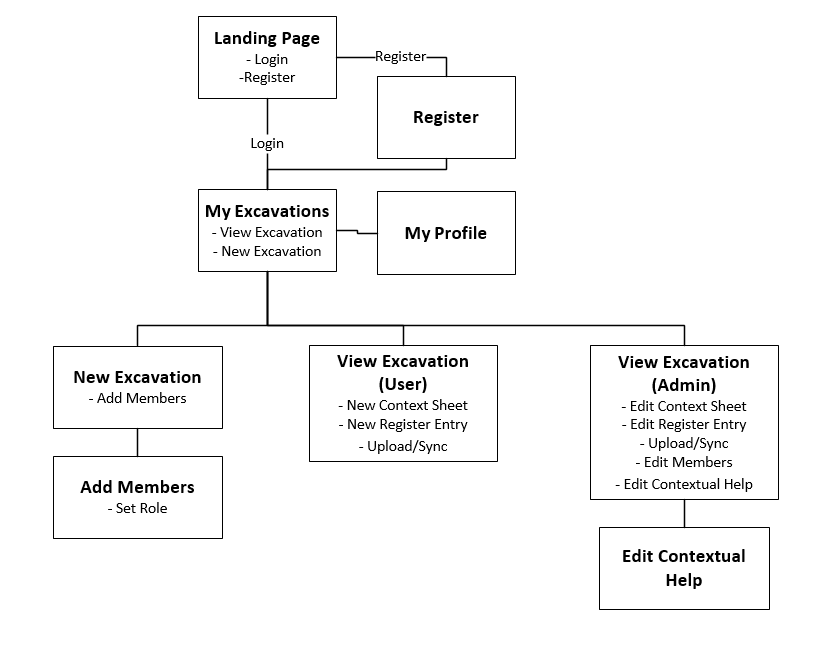 Landing Page
- Login
-Register
Register
Register
Login
My Excavations
- View Excavation
- New Excavation
My Profile
New Excavation
- Add Members
View Excavation
(User)
- New Context Sheet
- New Register Entry
- Upload/Sync
View Excavation
(Admin)
- Edit Context Sheet
- Edit Register Entry
- Upload/Sync
- Edit Members
- Edit Contextual Help
Add Members
- Set Role
Edit Contextual
Help